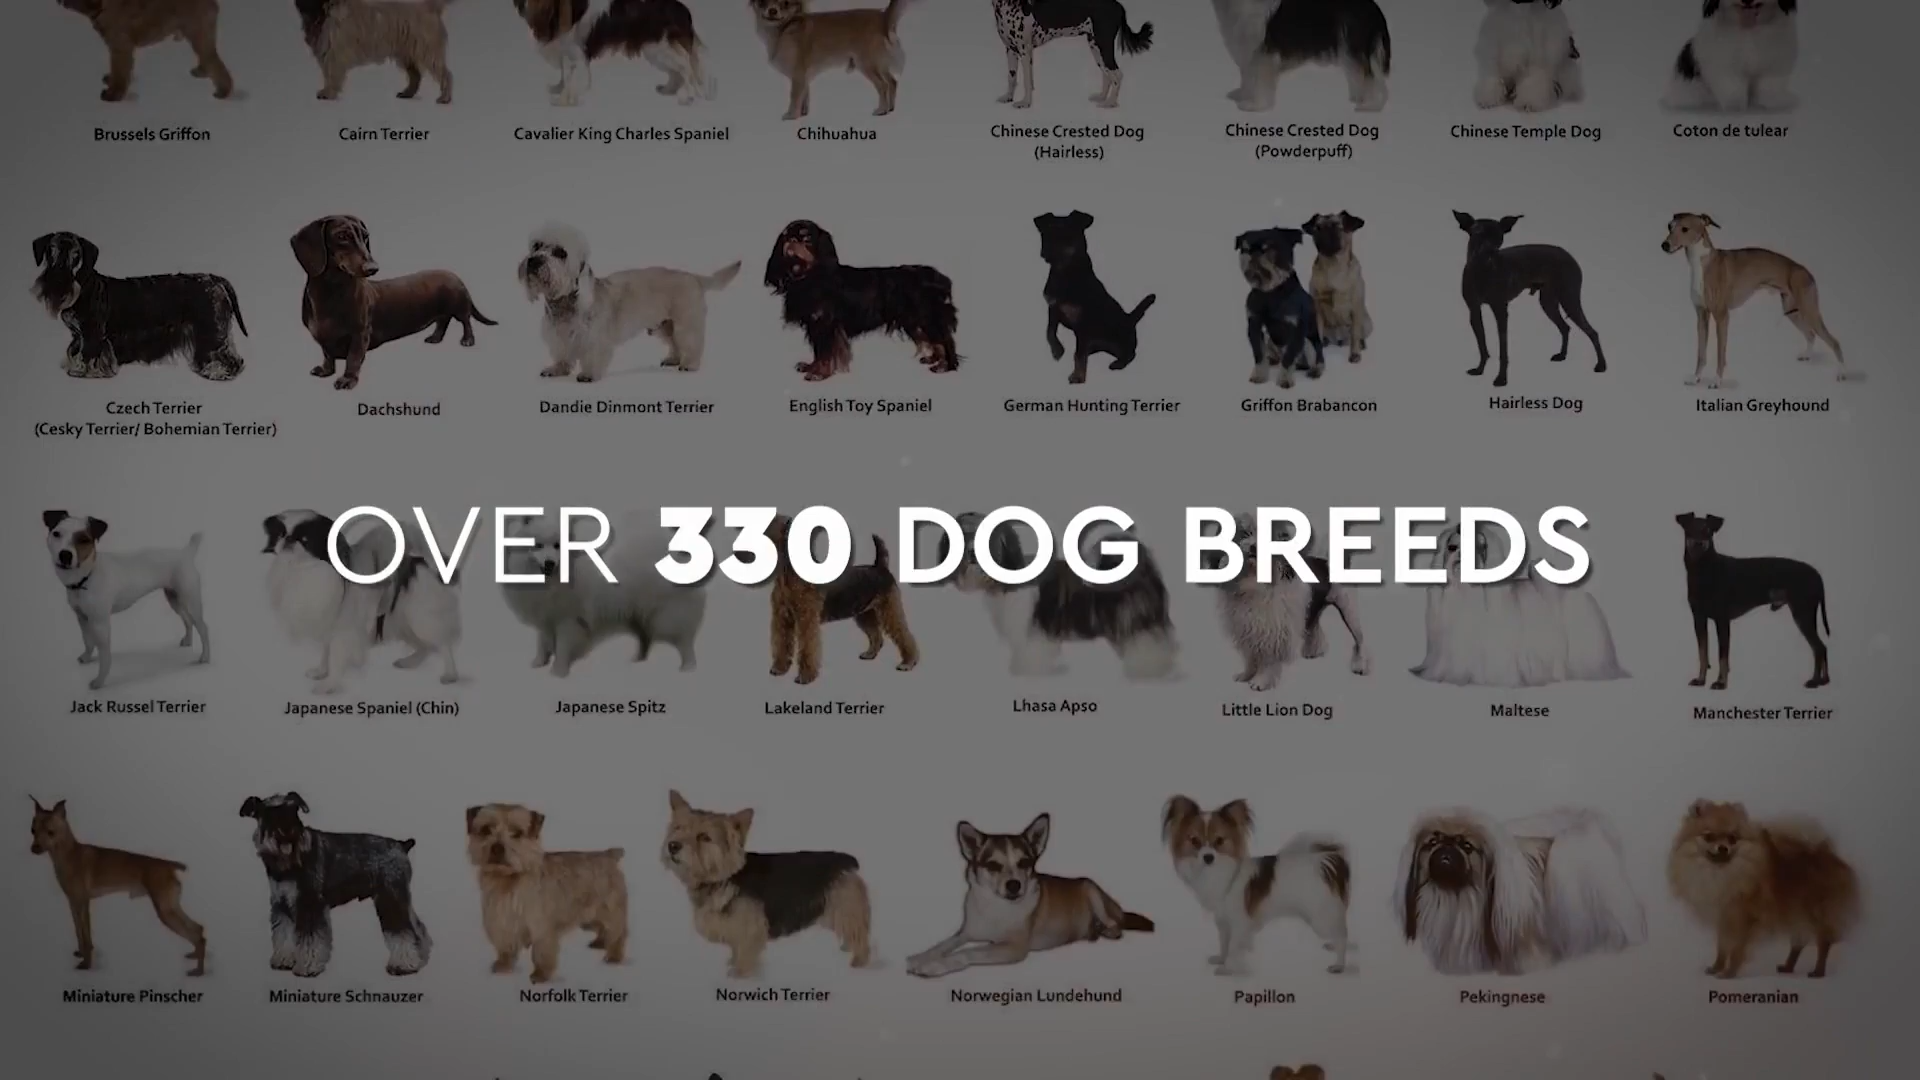 Brussels Griffon
Cairn Terrier
Cavalier King Charles Spaniel
Chihuahua
Chinese Crested Dog
(Hairless)
Chinese Crested Dog
(Powderpuff)
Chinese Temple Dog
Coton de tulear
Czech Terrier
(Cesky Terrier/ Bohemian Terrier)
Dachshund
Dandie Dinmont Terrier
English Toy Spaniel
German Hunting Terrier
Griffon Brabancon
Hairless Dog
Italian Greyhound
OVER 330 DOG BREEDS
Jack Russel Terrier
Japanese Spaniel (Chin)
Japanese Spitz
Lakeland Terrier
Lhasa Apso
Little Lion Dog
Maltese
Manchester Terrier
Miniature Pinscher
Miniature Schnauzer
Norfolk Terrier
Norwich Terrier
Norwegian Lundehund
Papillon
Pekingnese
Pomeranian